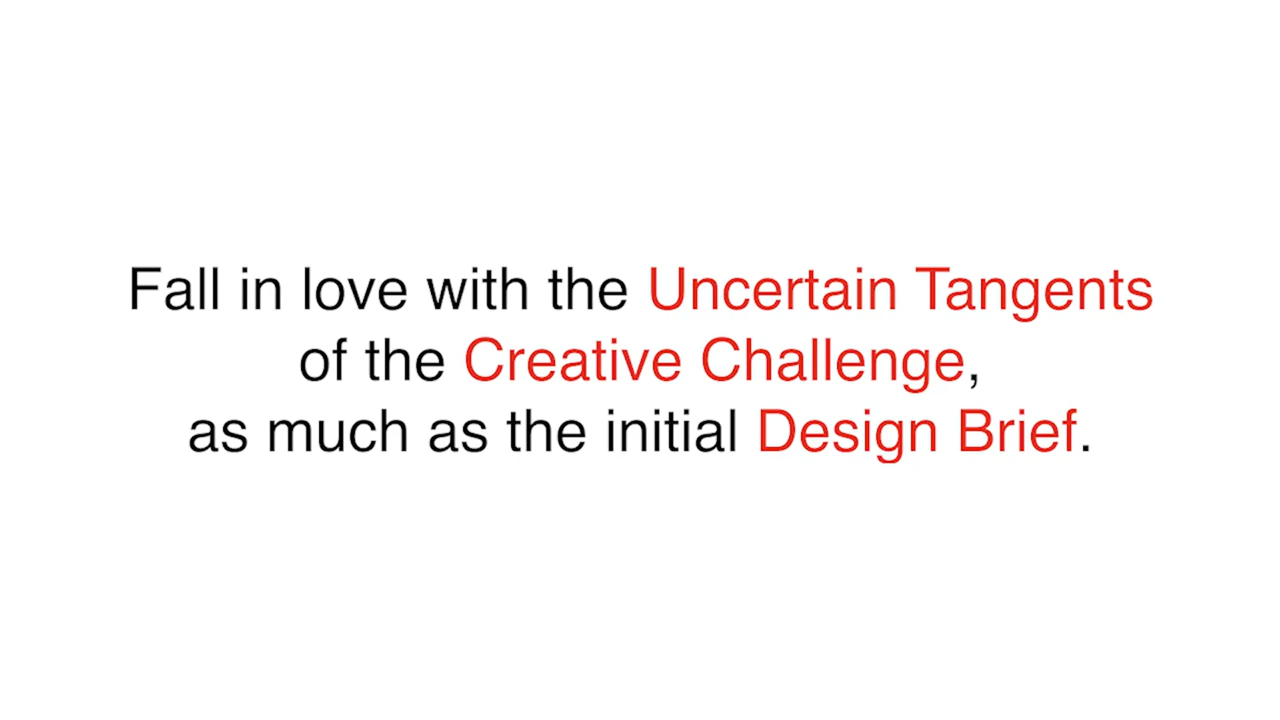 Fall in love with the Uncertain Tangents
of the Creative Challenge,
as much as the initial Design Brief.